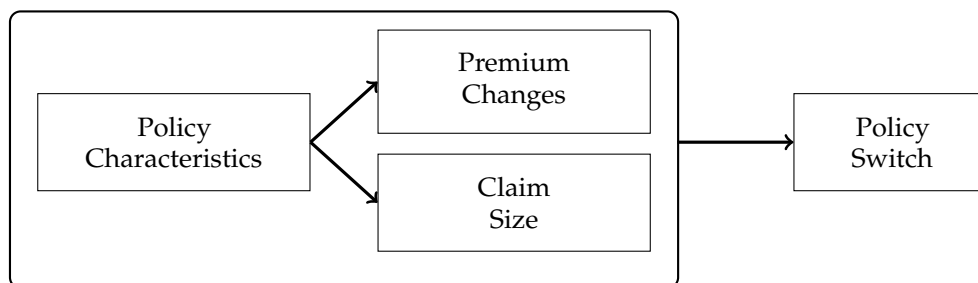 Policy
Characteristics
Premium
Changes
Claim
Size
Policy
Switch